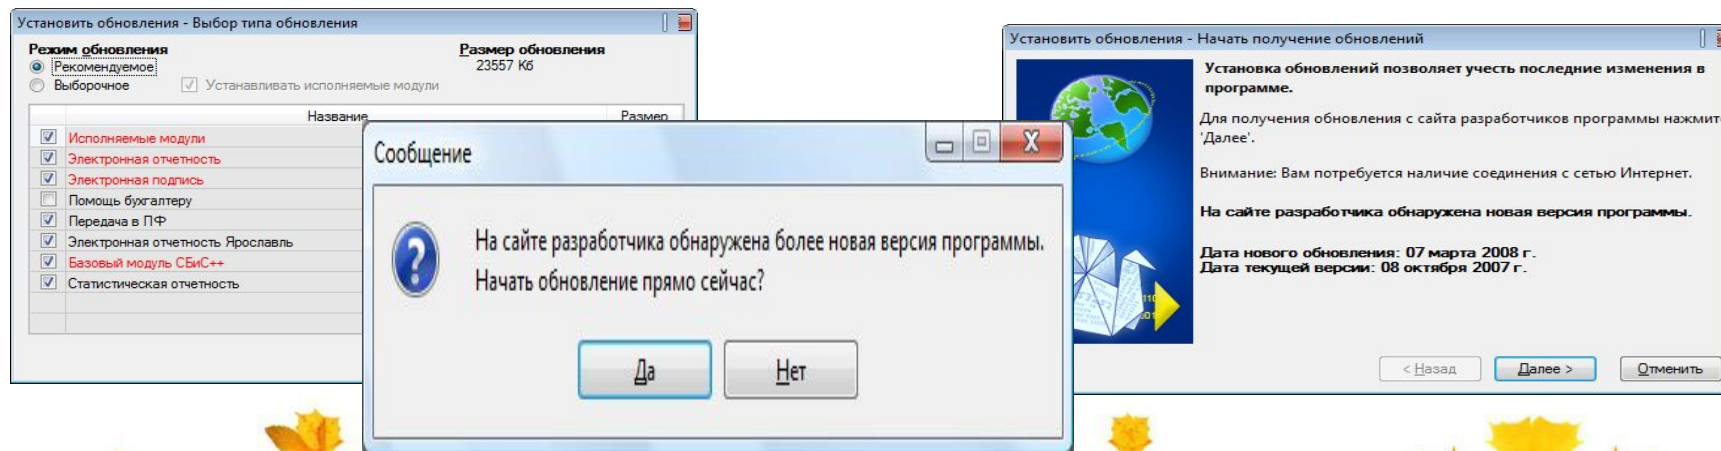 Установить обновления - Выбор типа обновления
Режим обновления
Размер обновления
Рекомендуемое
23557 Кб
Выборочное
Устанавливать исполняемые модули
Название
Размер
Исполняемые модули
Электронная отчетность
Электронная подпись
Помощь бухгалтеру
Передача в ПФ
Электронная отчетность Ярославль
Базовый модуль СБиС++
Статистическая отчетность
Сообщение
На сайте разработчика обнаружена более новая версия программы.
Начать обновление прямо сейчас?
Да
Нет
Установить обновления - Начать получение обновлений
Установка обновлений позволяет учесть последние изменения в
программе.
Для получения обновления с сайта разработчиков программы нажмит
'Далее'.
Внимание: Вам потребуется наличие соединения с сетью Интернет.
На сайте разработчика обнаружена новая версия программы.
Дата нового обновления: 07 марта 2008 г.
Дата текущей версии: 08 октября 2007 г.
< Назад
Далее >
Отменить